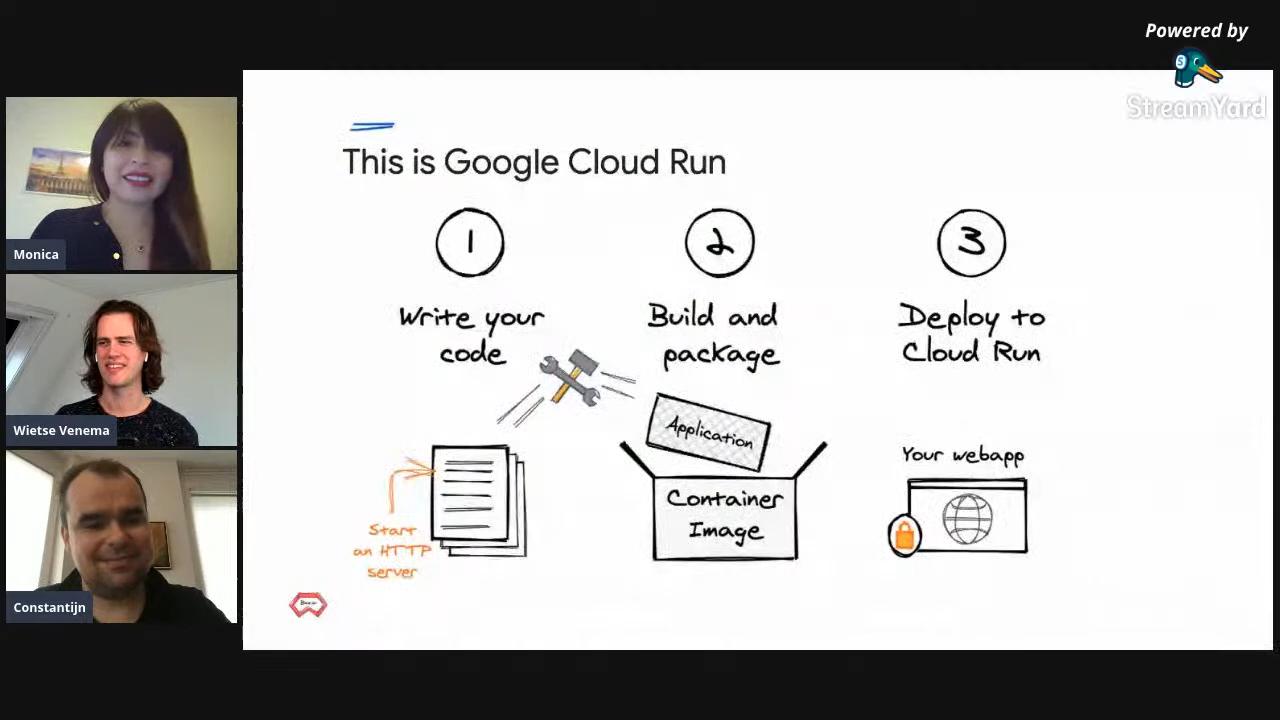 Powered by
StreamYard
Monica
Wietse Venema
Constantijn
This is Google Cloud Run
1
2
3
Write your
code
Build and
package
Deploy to
Cloud Run
Application
Container
Image
Your webapp
Start
an HTTP
server